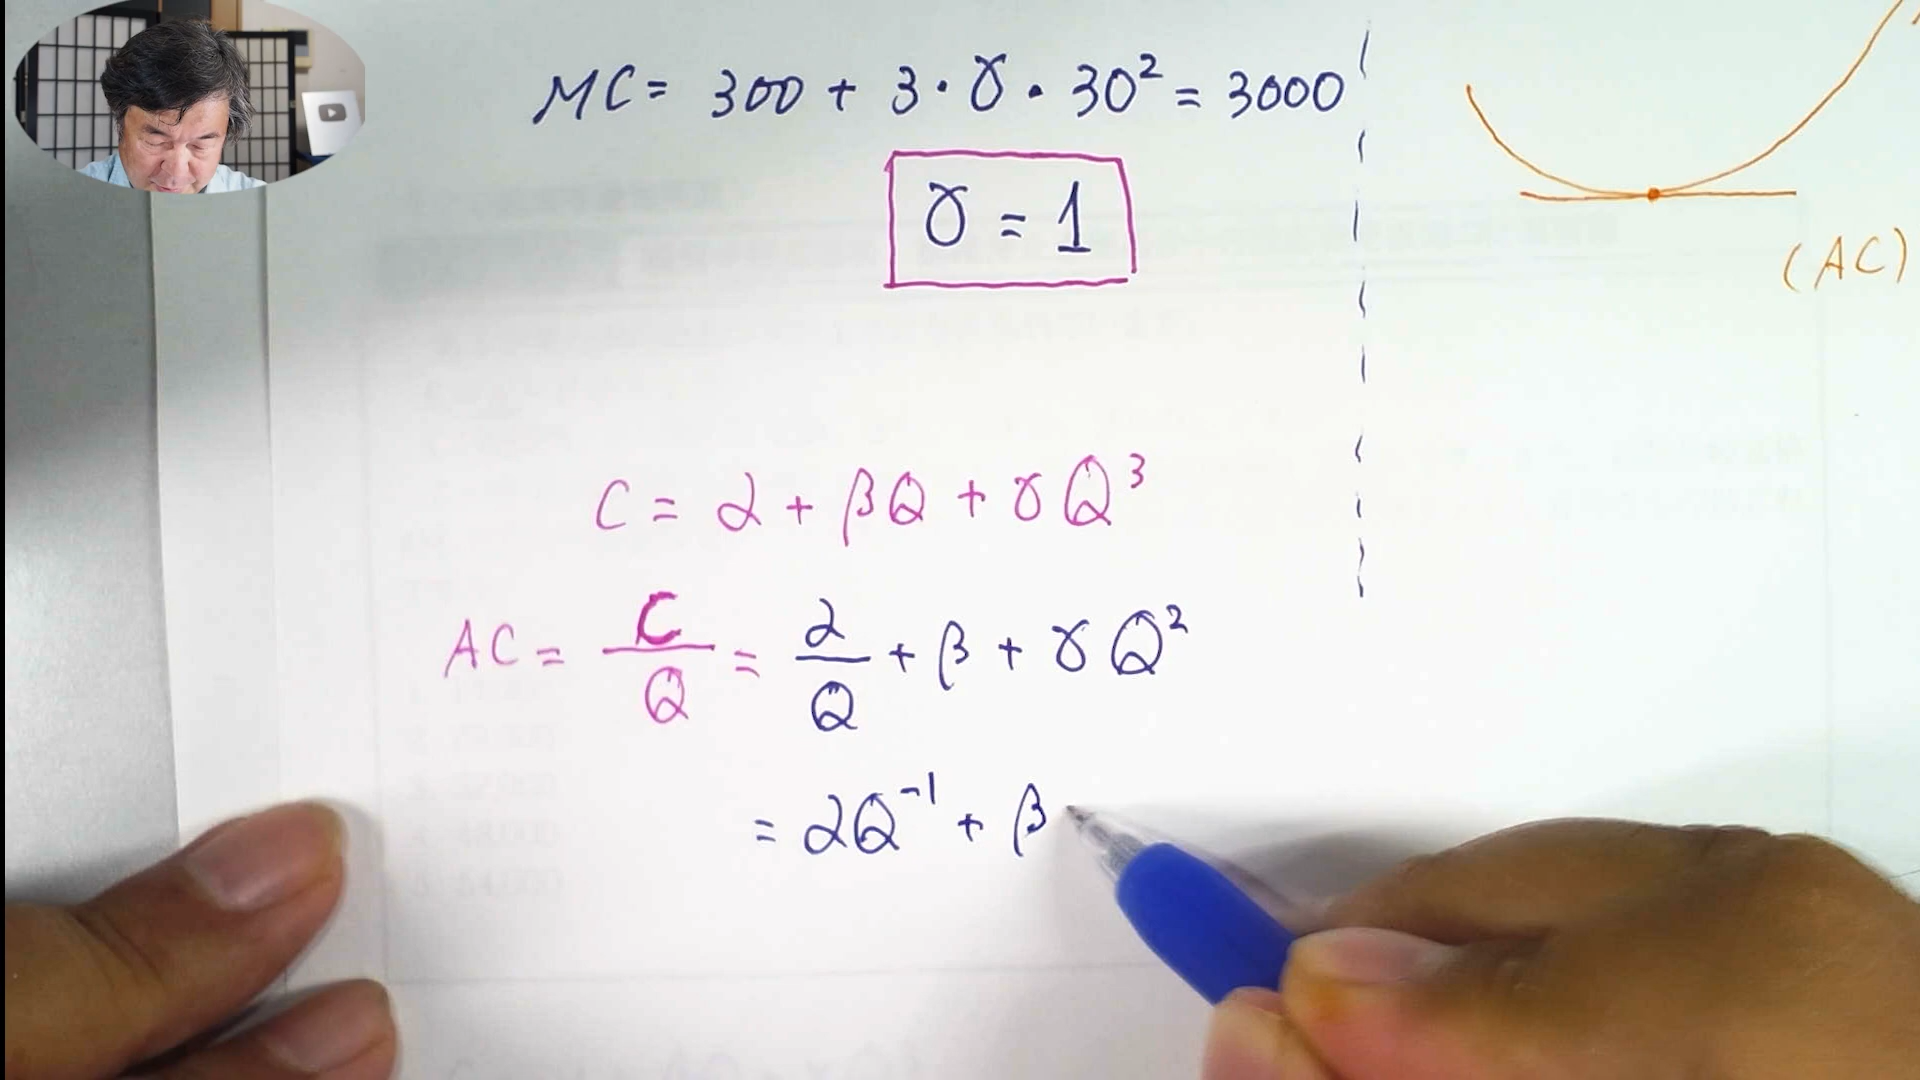 MC = 300 + 3・γ・30² = 3000
γ = 1
(AC)
C = α + βQ + γQ³
AC = C/Q = α/Q + β + γQ²
= αQ⁻¹ + β